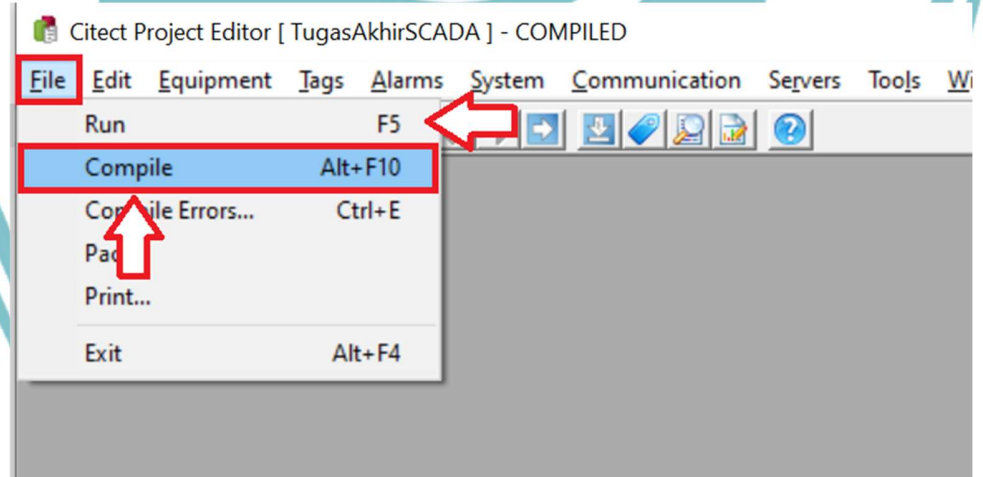 Citect Project Editor [ TugasAkhirSCADA ] - COMPILED
File Edit Equipment Tags Alarms System Communication Servers Tools
Run F5
Compile Alt+F10
Errors... Ctrl+E
Print...
Exit Alt+F4